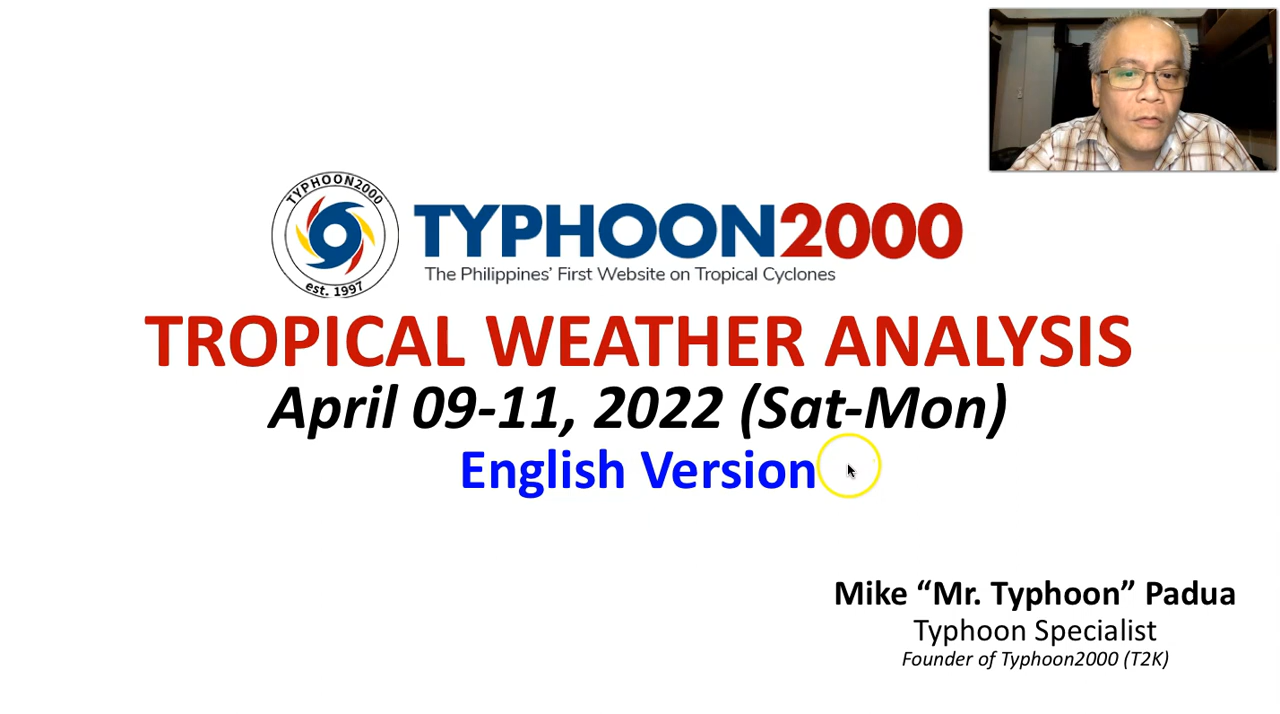 TYPHOON2000
est. 1997
TYPHOON2000
The Philippines' First Website on Tropical Cyclones
TROPICAL WEATHER ANALYSIS
April 09-11, 2022 (Sat-Mon)
English Version
Mike “Mr. Typhoon” Padua
Typhoon Specialist
Founder of Typhoon2000 (T2K)